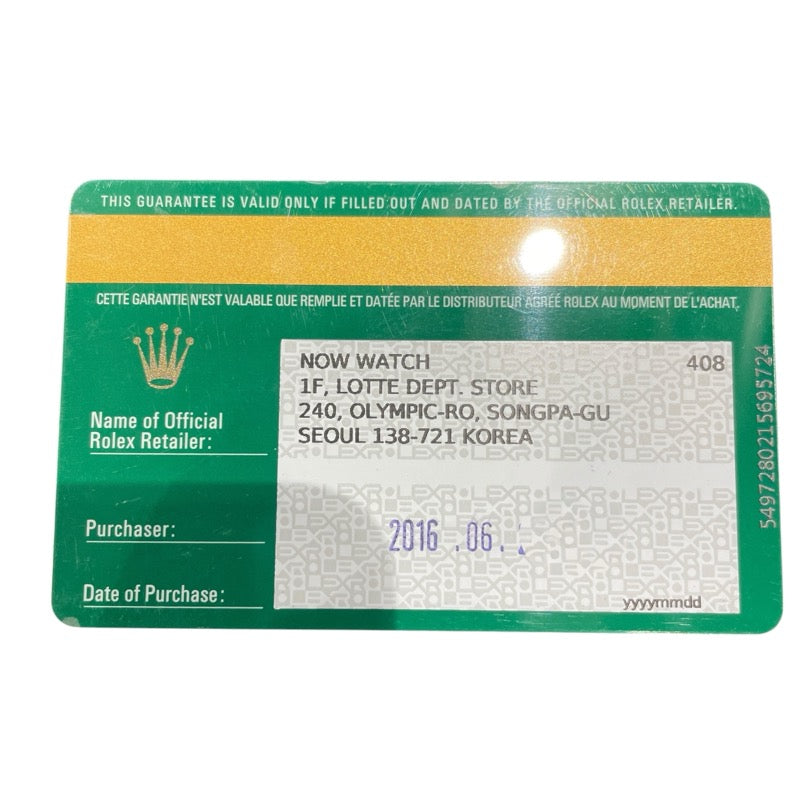 THIS GUARANTEE IS VALID ONLY IF FILLED OUT AND DATED BY THE OFFICIAL ROLEX RETAILER.
CETTE GARANTIE N'EST VALABLE QUE REMPLIE ET DATÉE PAR LE DISTRIBUTEUR AGRÉÉ ROLEX AU MOMENT DE L'ACHAT.
NOW WATCH 408
1F, LOTTE DEPT. STORE
240, OLYMPIC-RO, SONGPA-GU
SEOUL 138-721 KOREA
Name of Official
Rolex Retailer:
Purchaser:
2016 .06.
Date of Purchase:
yyyymmdd
5497280215695724